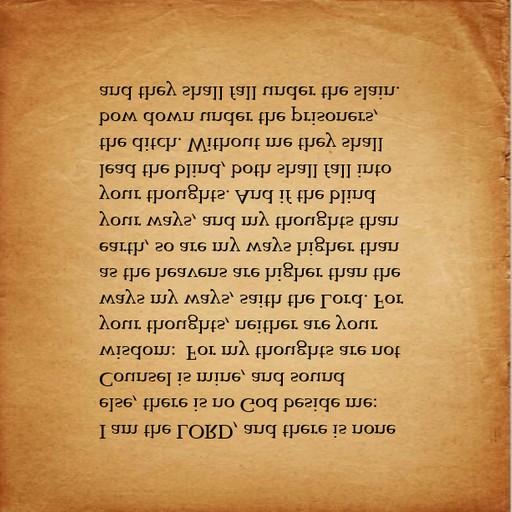 I am the LORD, and there is none
else, there is no God beside me:
Counsel is mine, and sound
wisdom:  For my thoughts are not
your thoughts, neither are your
ways my ways, saith the Lord. For
as the heavens are higher than the
earth, so are my ways higher than
your ways, and my thoughts than
your thoughts. And if the blind
lead the blind, both shall fall into
the ditch. Without me they shall
bow down under the prisoners,
and they shall fall under the slain.